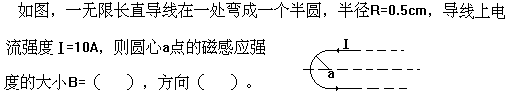 如图，一无限长直导线在一处弯成一个半圆，半径R=0.5cm，导线上电
流强度I=10A，则圆心a点的磁感应强
度的大小B=（ ），方向（ ）。
I
a